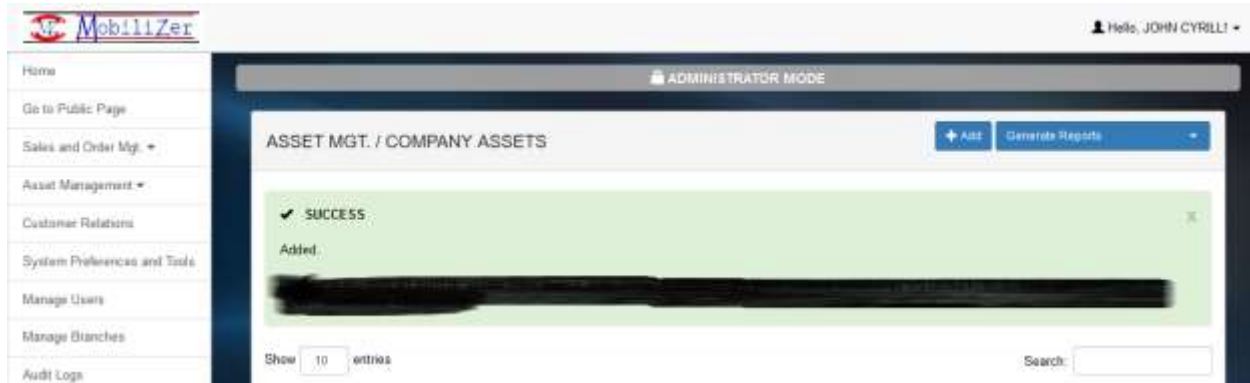 MobiliZer
Hello, JOHN CYRILL!
Home
Go to Public Page
Sales and Order Mgt.
Asset Management
Customer Relations
System Preferences and Tools
Manage Users
Manage Branches
Audit Logs
ADMINISTRATOR MODE
ASSET MGT. / COMPANY ASSETS
Add
Generate Reports
SUCCESS
x
Added.
Show 10 entries
Search: